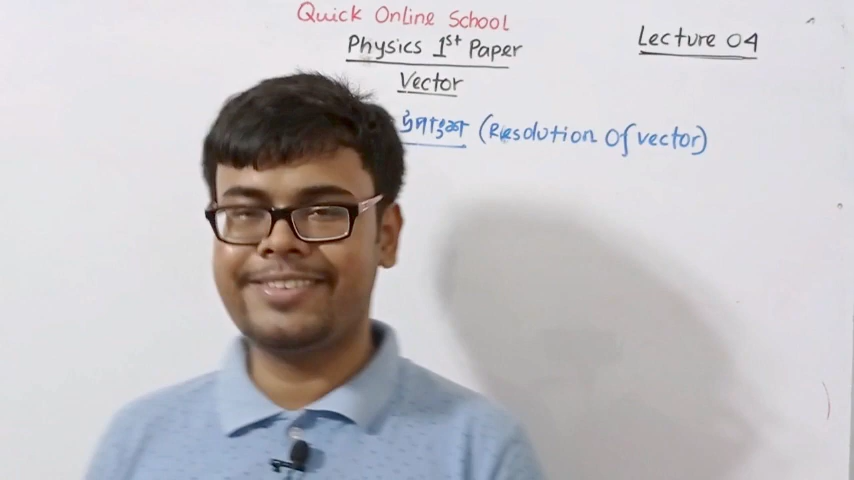 Quick Online School
Physics 1st Paper
Lecture 04
Vector
(Resolution Of vector)